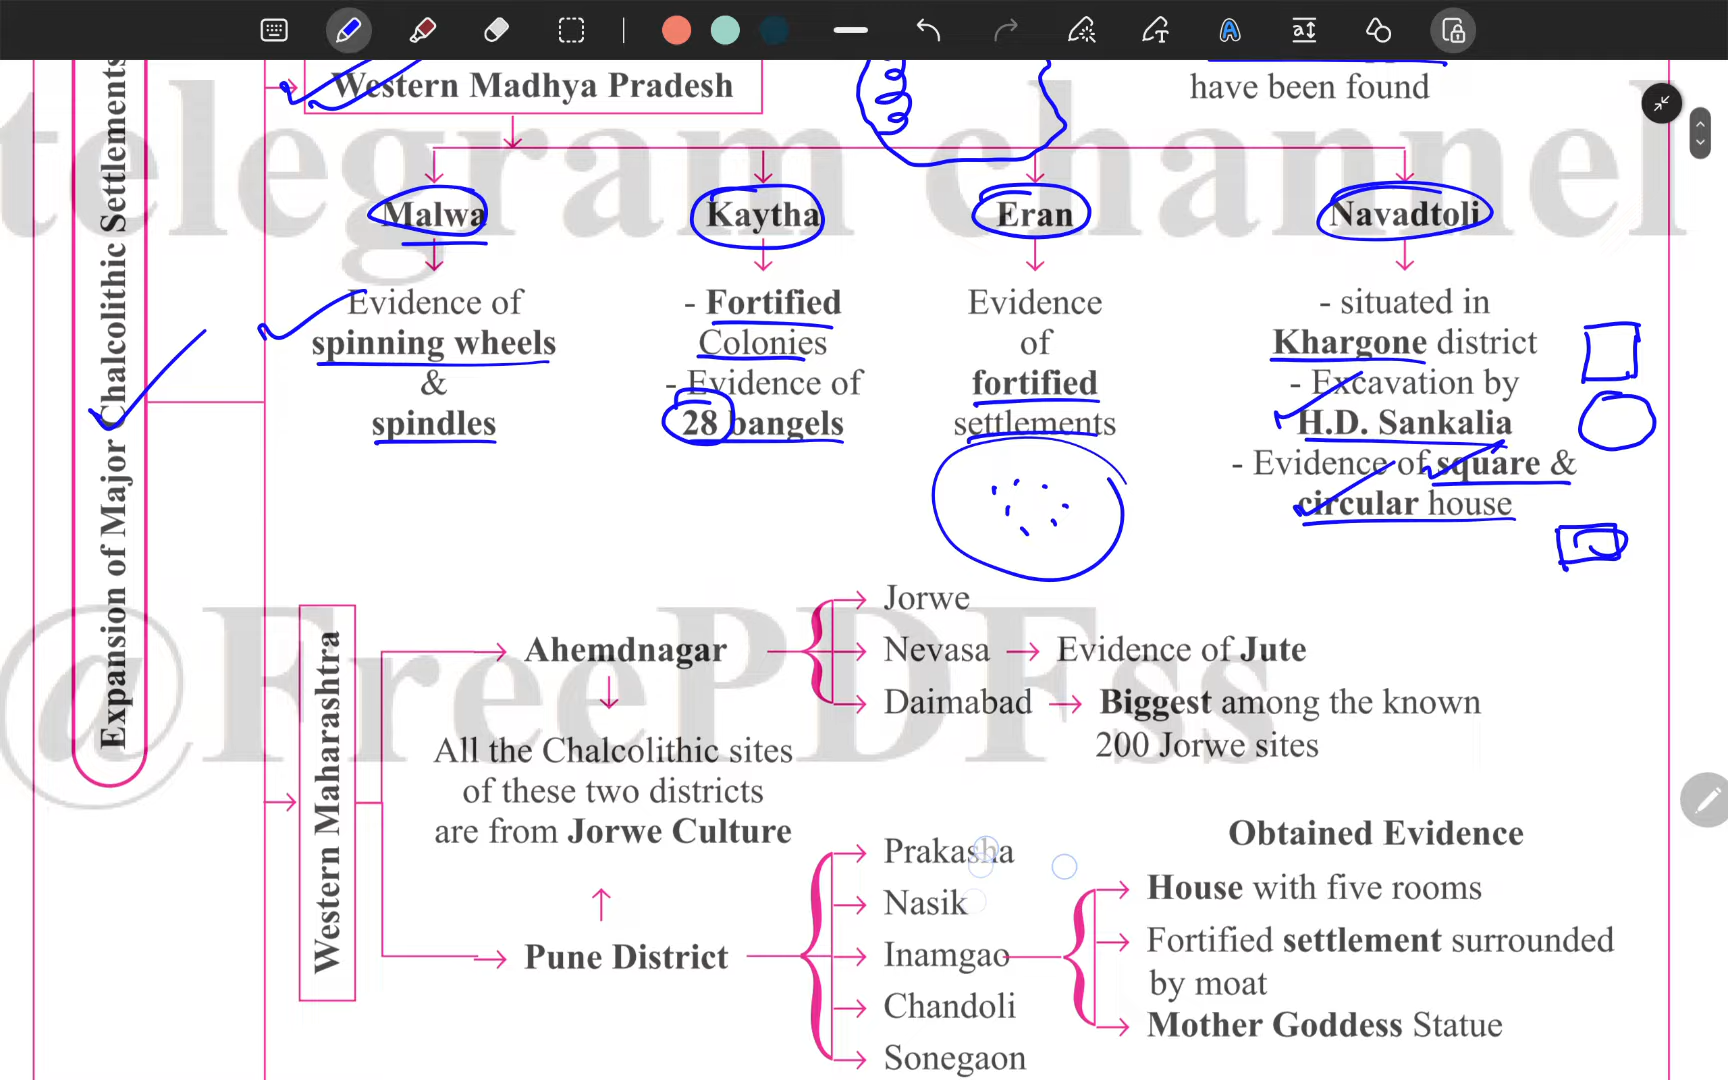 Western Madhya Pradesh
have been found
Expansion of Major Chalcolithic Settlements
telegram channel
Malwa
Kaytha
Eran
Navadtoli
Evidence of
spinning wheels
&
spindles
- Fortified
Colonies
- Evidence of
28 bangels
Evidence
of
fortified
settlements
- situated in
Khargone district
- Excavation by
H.D. Sankalia
- Evidence of square &
circular house
@FreePDFss
Western Maharashtra
Ahemdnagar
Jorwe
Nevasa → Evidence of Jute
Daimabad → Biggest among the known
200 Jorwe sites
All the Chalcolithic sites
of these two districts
are from Jorwe Culture
Pune District
Prakasha
Nasik
Inamgao
Chandoli
Sonegaon
Obtained Evidence
House with five rooms
Fortified settlement surrounded
by moat
Mother Goddess Statue